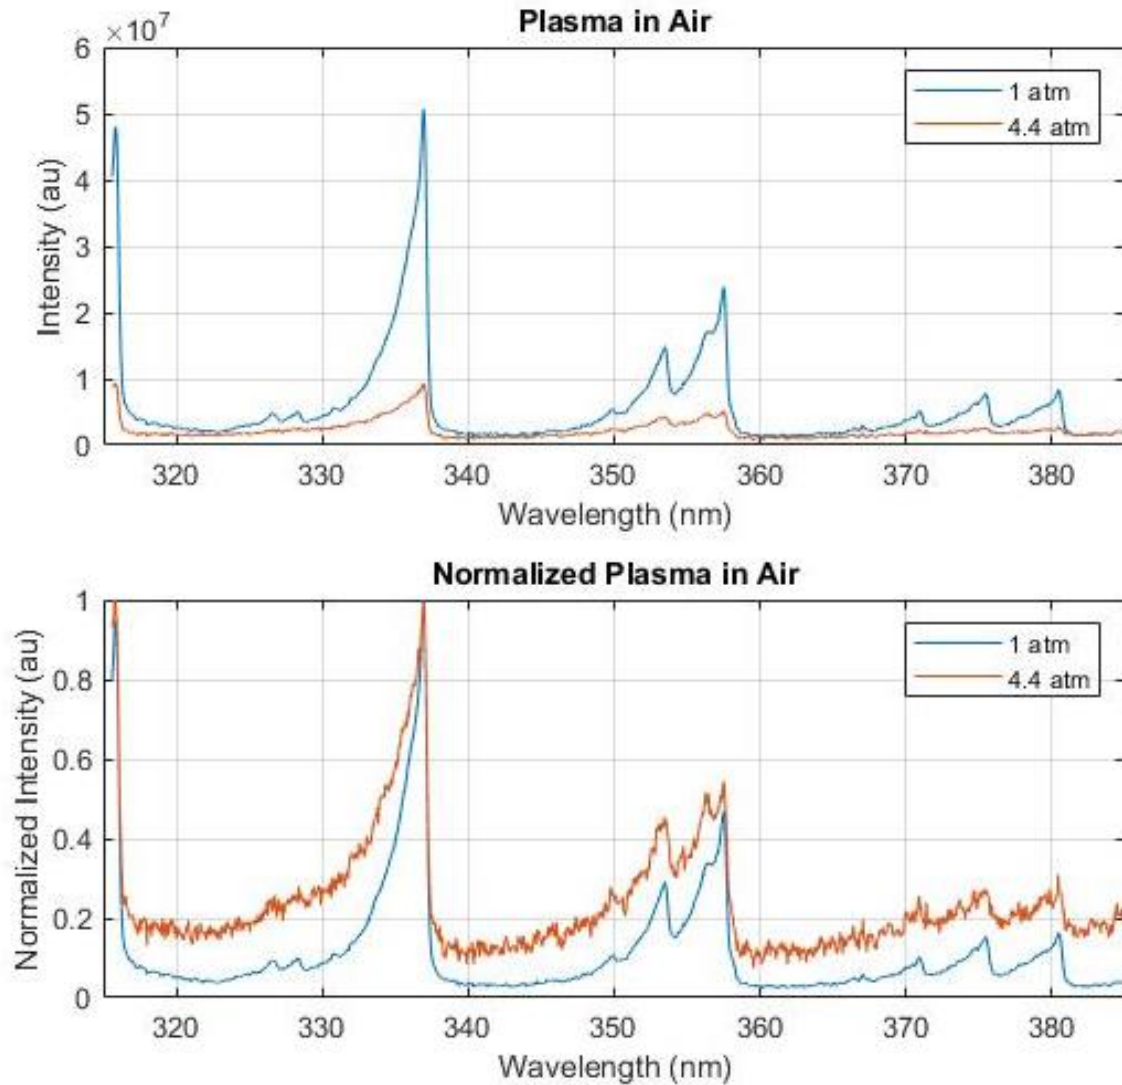 Plasma in Air
×10⁷
6
5
4
3
2
1
0
Intensity (au)
1 atm
4.4 atm
320 330 340 350 360 370 380
Wavelength (nm)
Normalized Plasma in Air
1
0.8
0.6
0.4
0.2
0
Normalized Intensity (au)
1 atm
4.4 atm
320 330 340 350 360 370 380
Wavelength (nm)